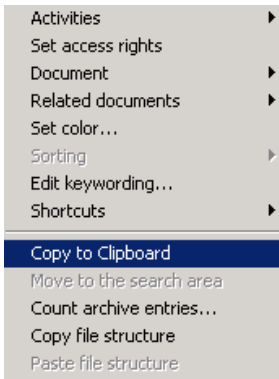 Activities
Set access rights
Document
Related documents
Set color...
Sorting
Edit keywording...
Shortcuts
Copy to Clipboard
Move to the search area
Count archive entries...
Copy file structure
Paste file structure